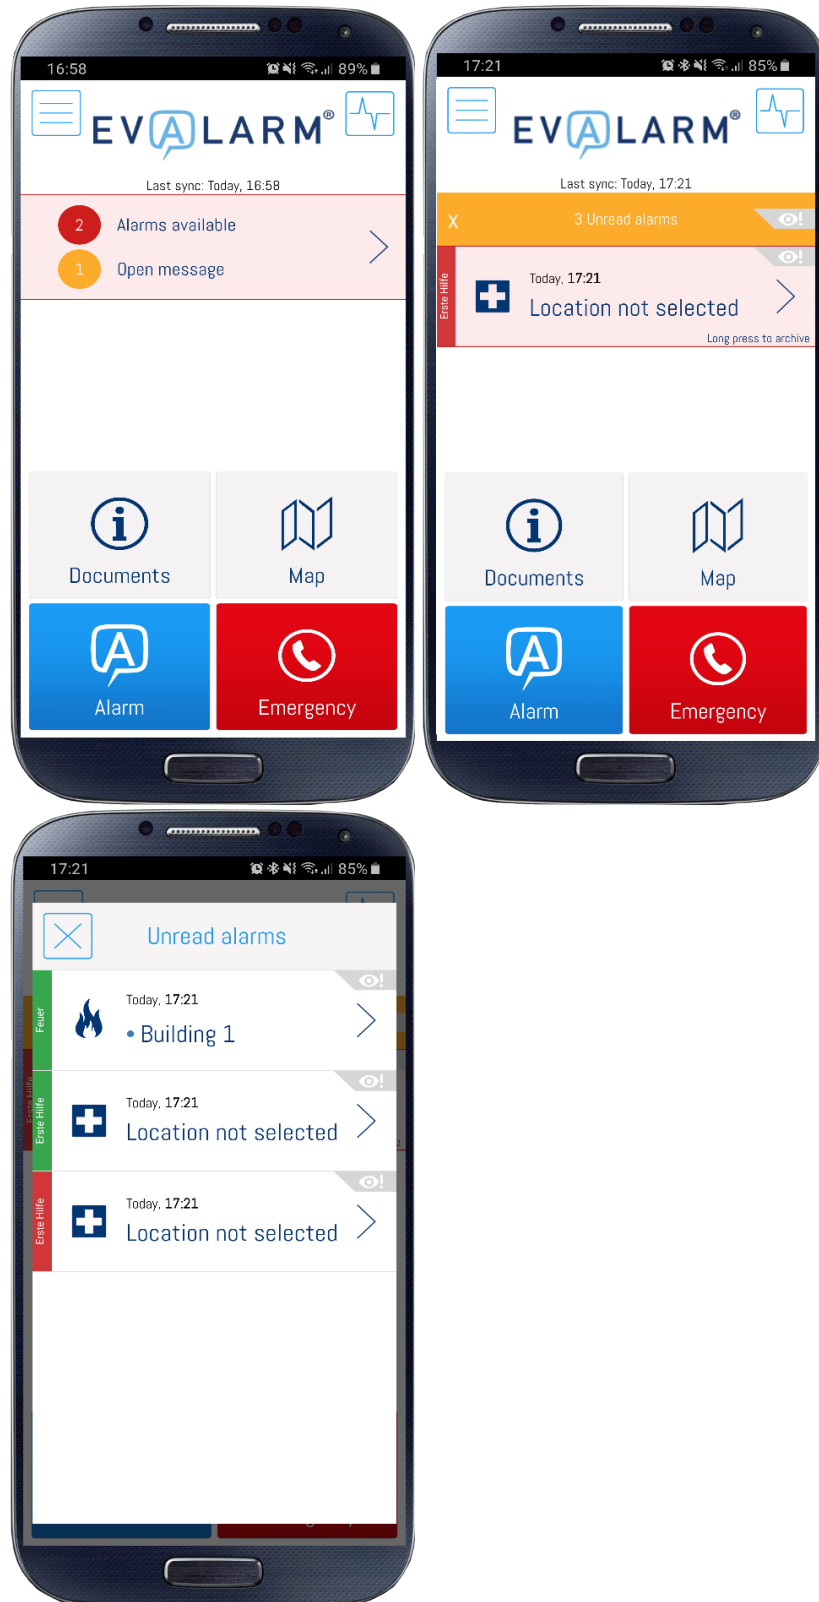 16:58 89%
EVALARM®
Last sync: Today, 16:58
2 Alarms available
1 Open message
Documents
Map
Alarm
Emergency
17:21 85%
EVALARM®
Last sync: Today, 17:21
X 3 Unread alarms
Erste Hilfe
Today, 17:21
Location not selected
Long press to archive
Documents
Map
Alarm
Emergency
17:21 85%
Unread alarms
Feuer
Today, 17:21
• Building 1
Erste Hilfe
Today, 17:21
Location not selected
Erste Hilfe
Today, 17:21
Location not selected